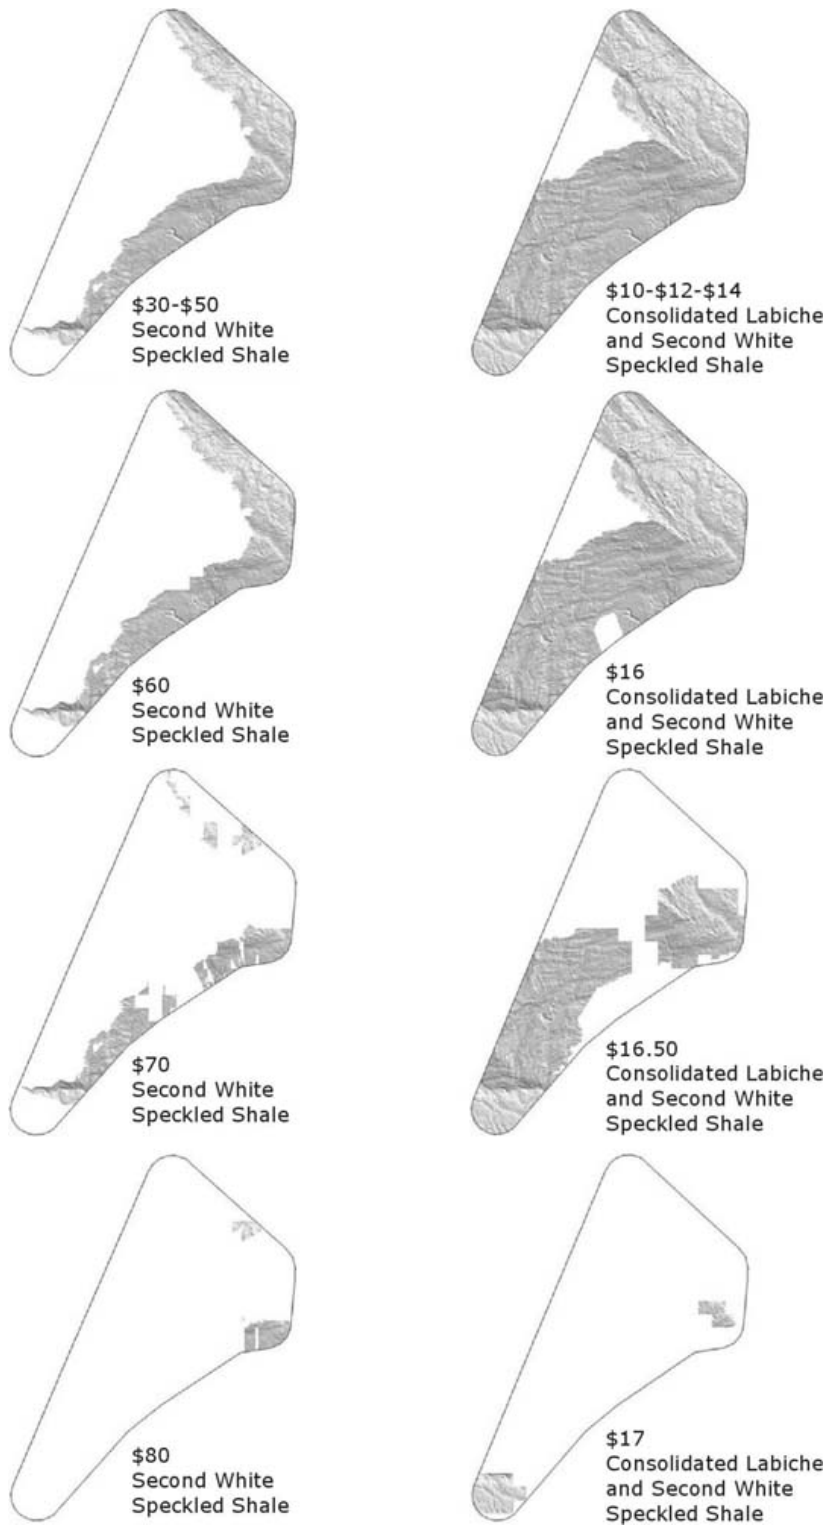 $30-$50
Second White
Speckled Shale
$10-$12-$14
Consolidated Labiche
and Second White
Speckled Shale
$60
Second White
Speckled Shale
$16
Consolidated Labiche
and Second White
Speckled Shale
$70
Second White
Speckled Shale
$16.50
Consolidated Labiche
and Second White
Speckled Shale
$80
Second White
Speckled Shale
$17
Consolidated Labiche
and Second White
Speckled Shale